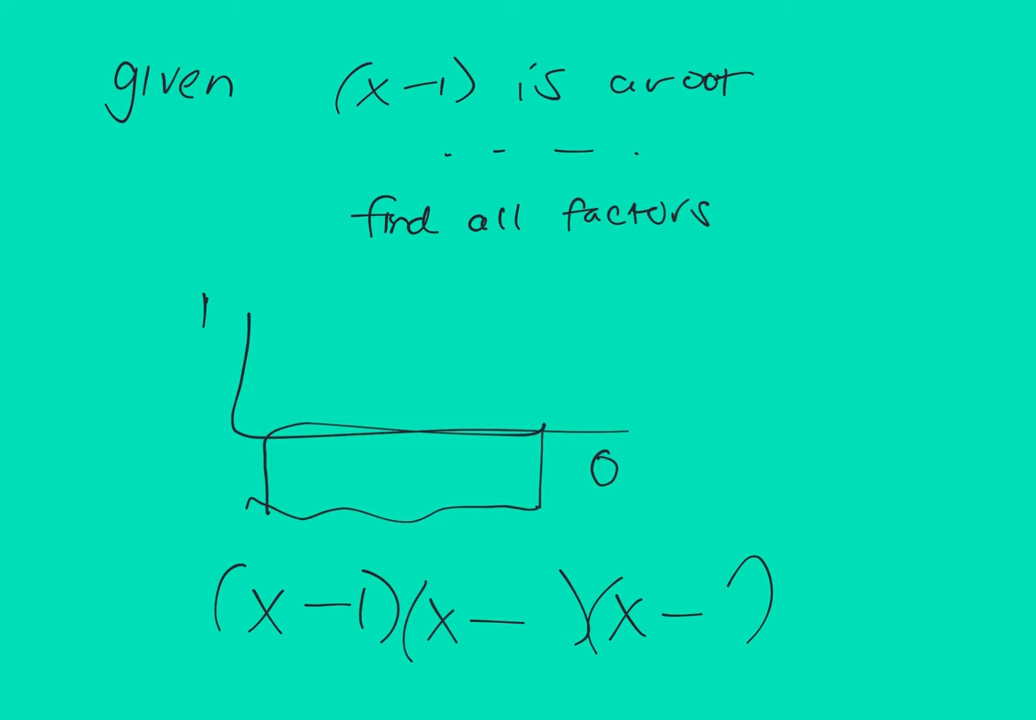 given (x-1) is a root
. - — .
find all factors
1
0
(x-1)(x- )(x- )